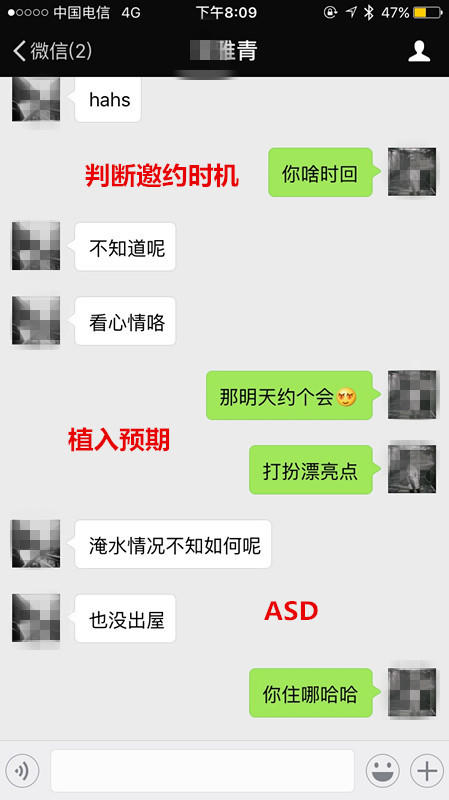 中国电信 4G 下午8:09 47%
微信(2) 雅青
hahs
判断邀约时机
你啥时回
不知道呢
看心情咯
那明天约个会
植入预期
打扮漂亮点
淹水情况不知如何呢
ASD
也没出屋
你住哪哈哈